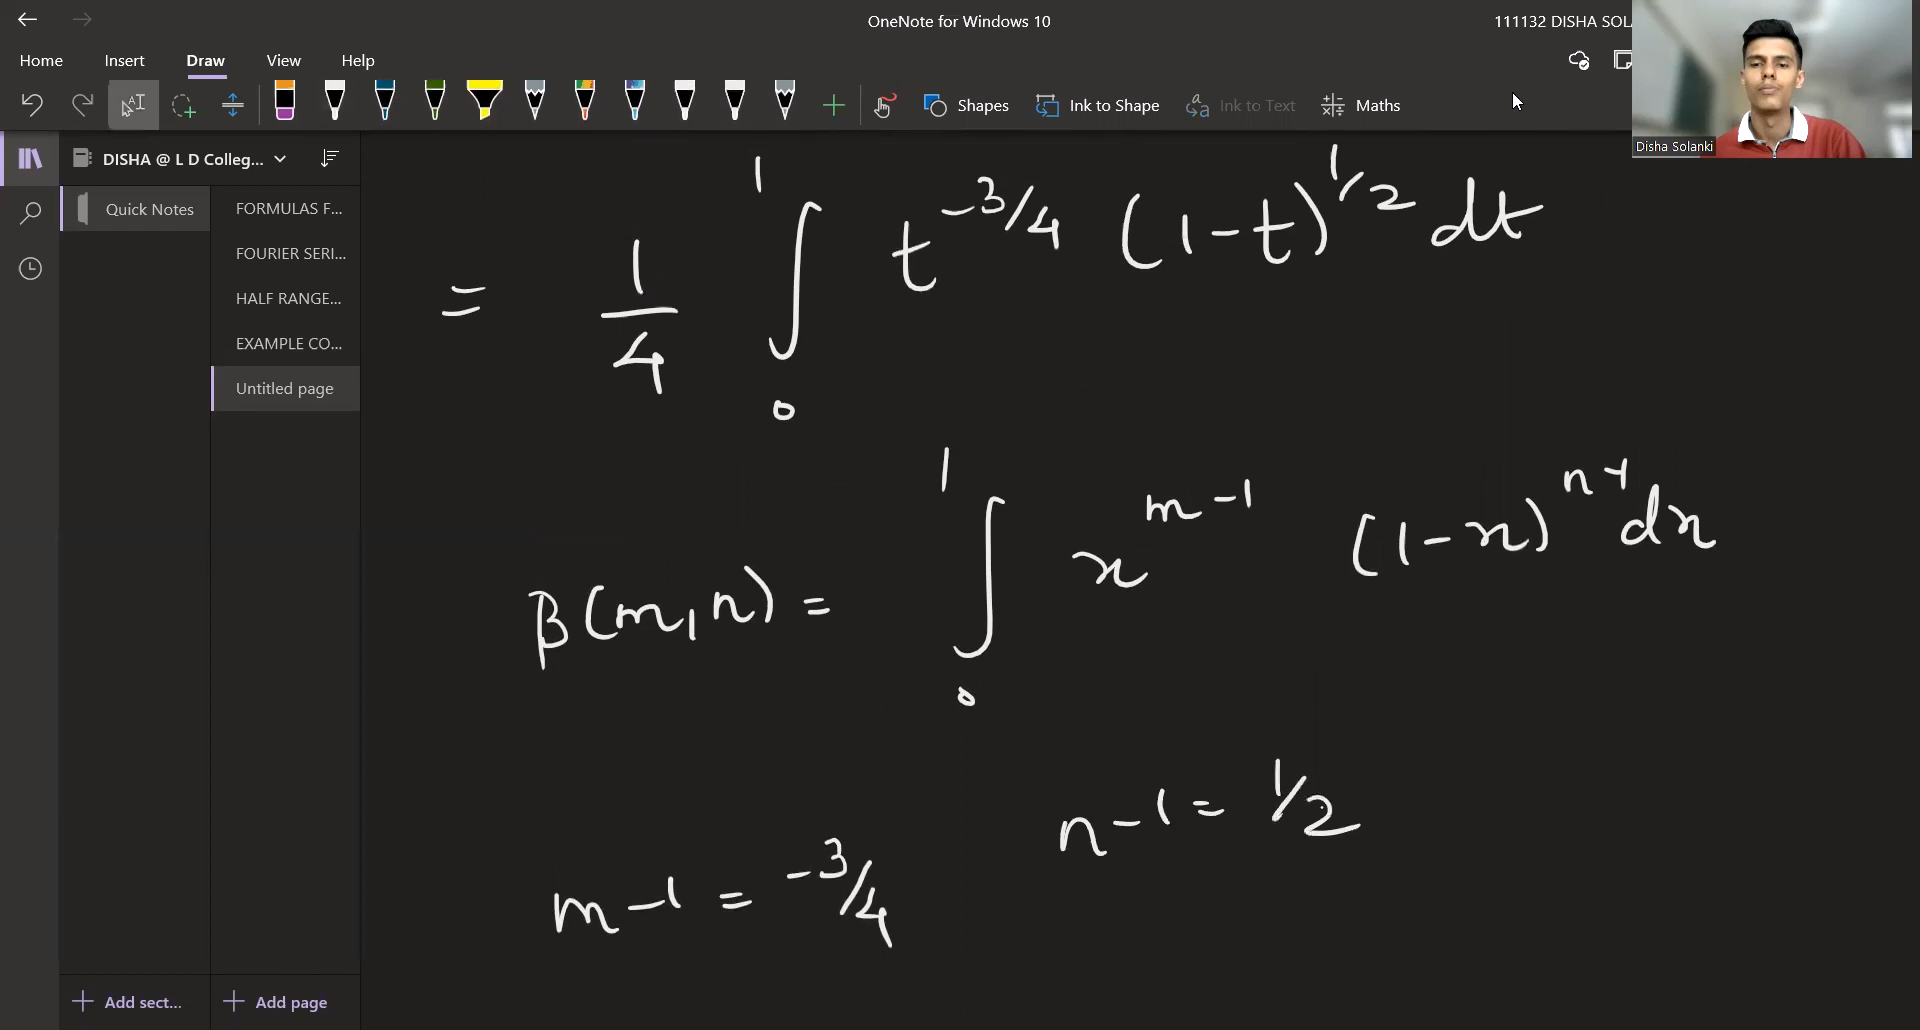 OneNote for Windows 10
111132 DISHA SOLA
Home Insert Draw View Help
Shapes Ink to Shape Ink to Text Maths
Disha Solanki
DISHA @ L D Colleg...
Quick Notes
FORMULAS F...
FOURIER SERI...
HALF RANGE...
EXAMPLE CO...
Untitled page
= 1/4 ∫₀¹ t^(-3/4) (1-t)^(1/2) dt
β(m,n) = ∫₀¹ x^(m-1) (1-x)^(n-1) dx
m-1 = -3/4 n-1 = 1/2
Add sect... Add page